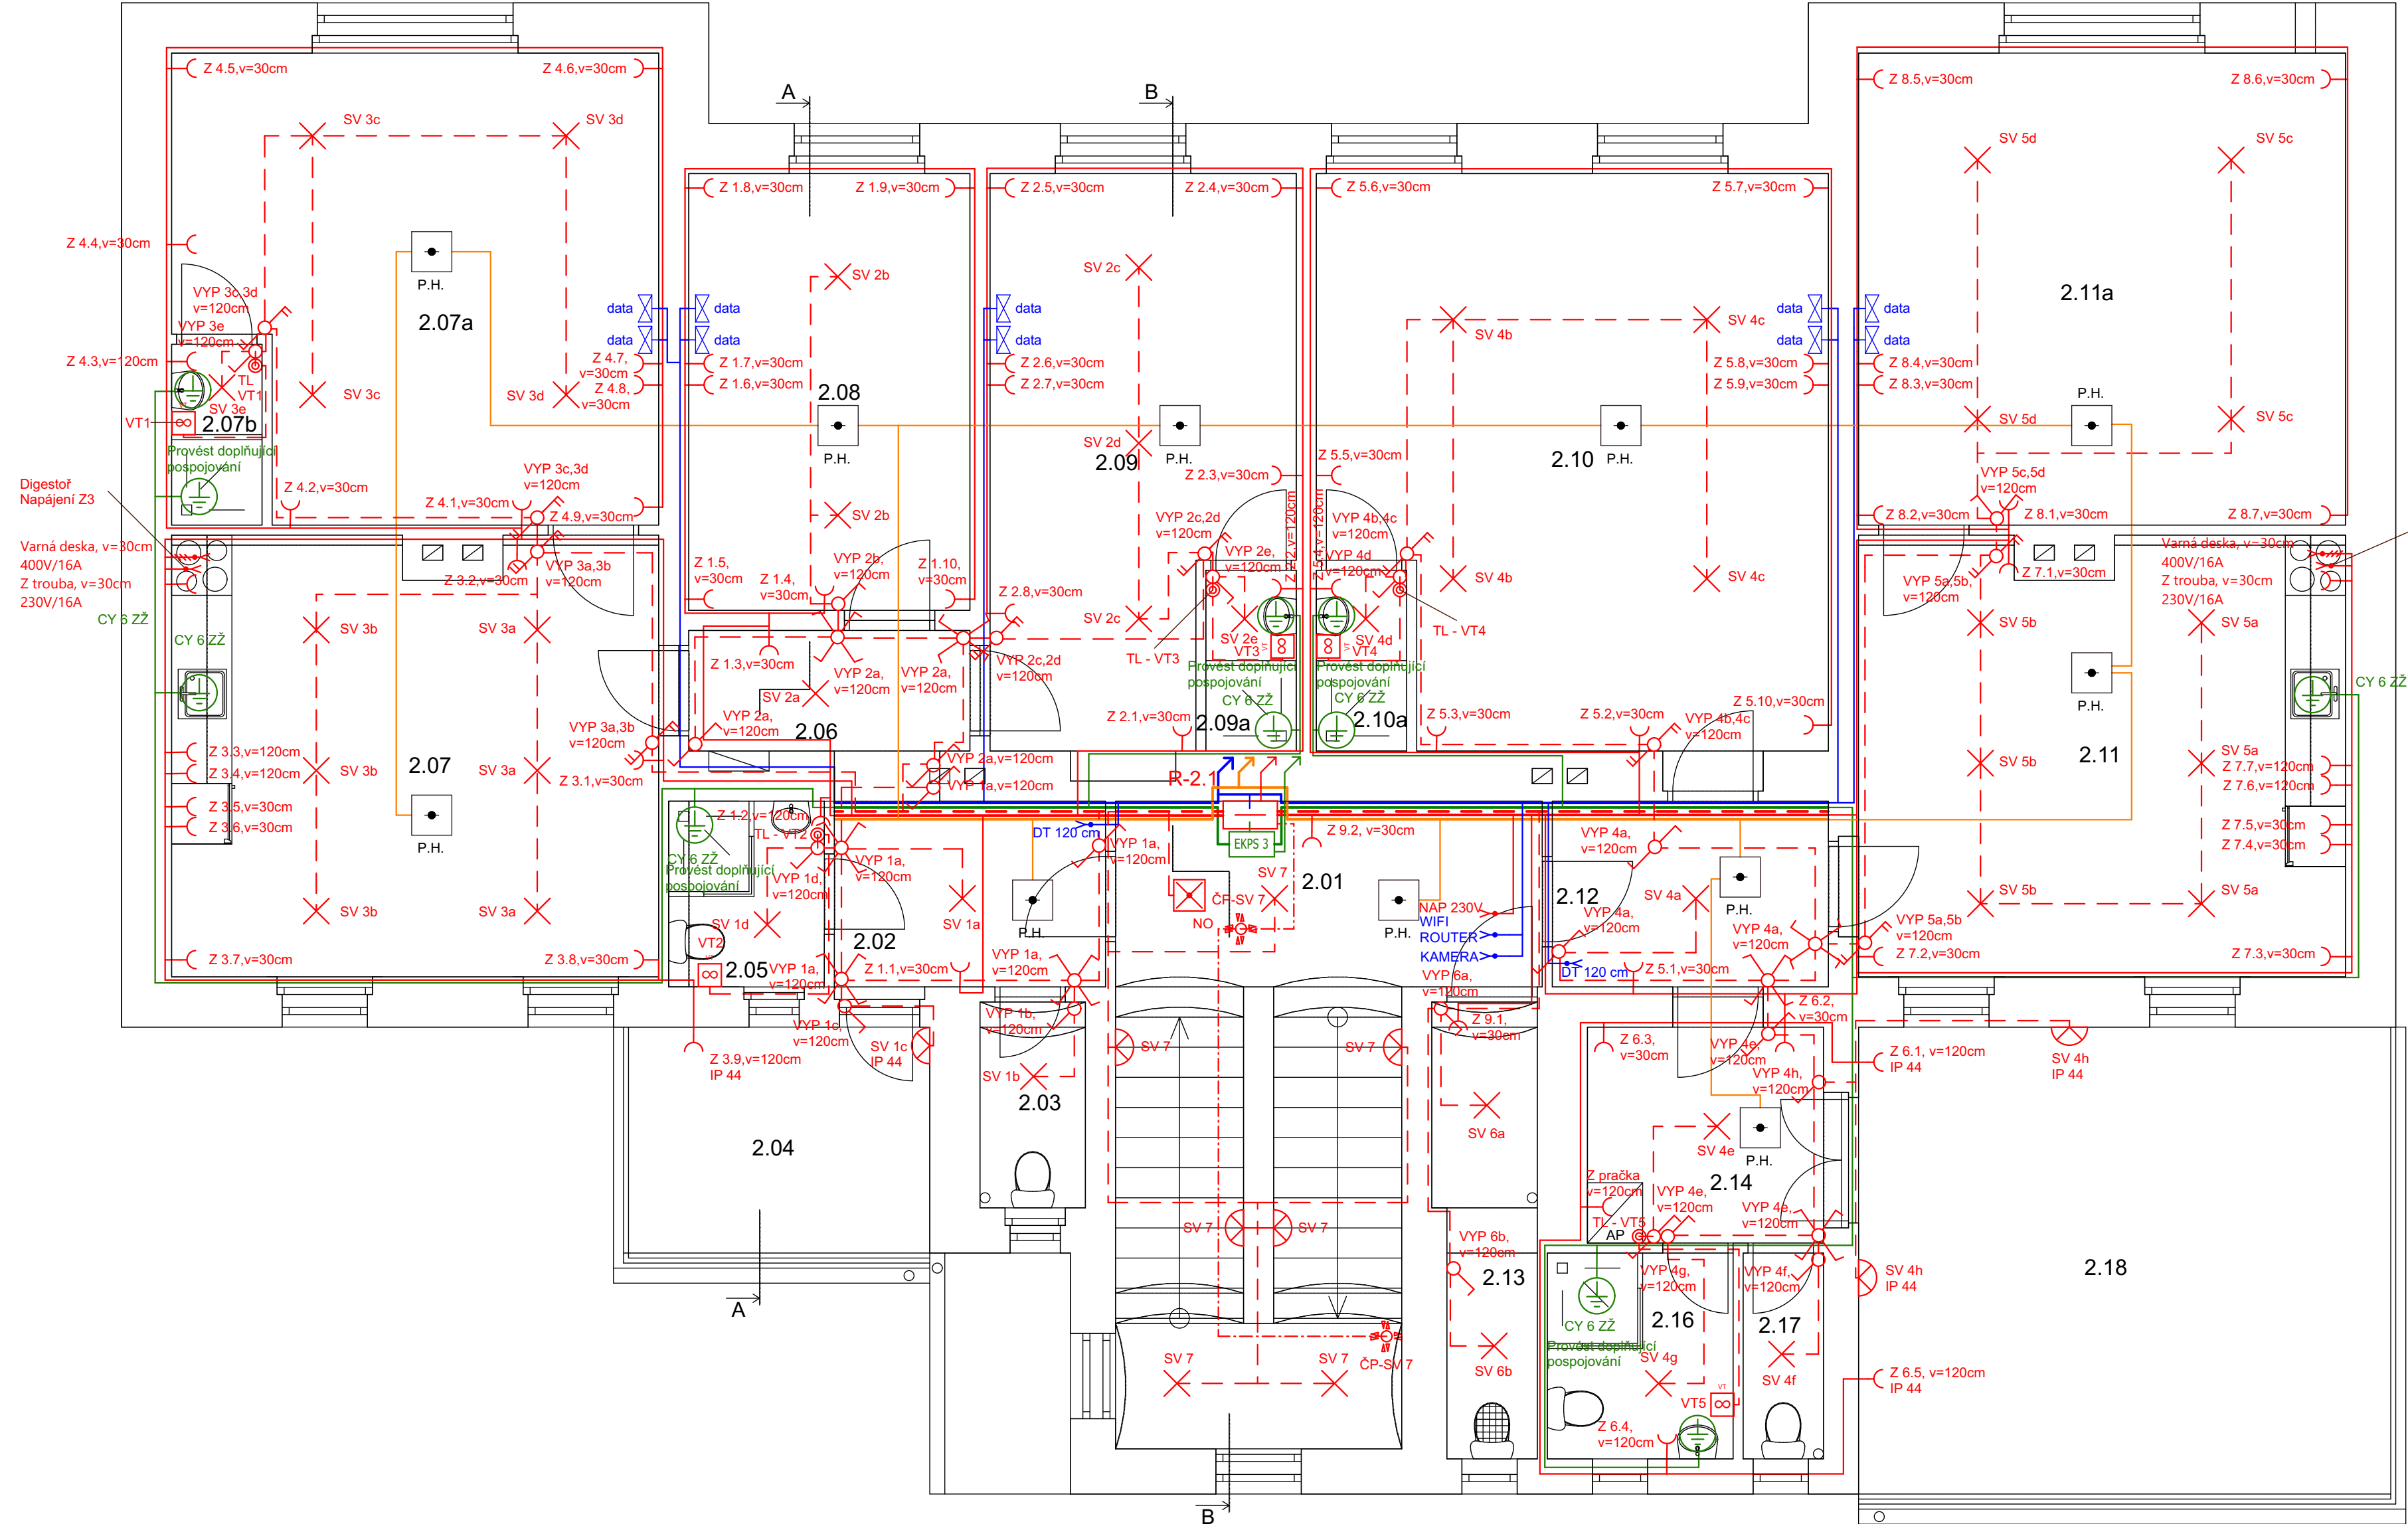 Z 4.5,v=30cm
Z 4.6,v=30cm
SV 3c
SV 3d
Z 4.4,v=30cm
P.H.
2.07a
VYP 3c,3d
v=120cm
VYP 3e
v=120cm
Z 4.3,v=120cm
TL
VT1
SV 3e
VT1
2.07b
Provést doplňující
pospojování
SV 3c
SV 3d
data
data
Z 4.7,
v=30cm
Z 4.8,
v=30cm
Z 4.2,v=30cm
VYP 3c,3d
v=120cm
Z 4.1,v=30cm
Z 4.9,v=30cm
Digestoř
Napájení Z3
Varná deska, v=30cm
400V/16A
Z trouba, v=30cm
230V/16A
CY 6 ZŽ
CY 6 ZŽ
Z 3.2,v=30cm
VYP 3a,3b
v=120cm
SV 3b
SV 3a
VYP 3a,3b
v=120cm
Z 3.3,v=120cm
Z 3.4,v=120cm
SV 3b
2.07
SV 3a
Z 3.1,v=30cm
Z 3.5,v=30cm
Z 3.6,v=30cm
P.H.
SV 3b
SV 3a
Z 3.7,v=30cm
Z 3.8,v=30cm
A
B
Z 1.8,v=30cm
Z 1.9,v=30cm
SV 2b
data
data
Z 1.7,v=30cm
Z 1.6,v=30cm
2.08
P.H.
SV 2b
Z 1.5,
v=30cm
Z 1.4,
v=30cm
VYP 2b,
v=120cm
Z 1.10,
v=30cm
Z 1.3,v=30cm
VYP 2a,
v=120cm
VYP 2a,
v=120cm
SV 2a
VYP 2a,
v=120cm
2.06
VYP 2a,v=120cm
VYP 1a,v=120cm
Z 2.5,v=30cm
Z 2.4,v=30cm
SV 2c
data
data
Z 2.6,v=30cm
Z 2.7,v=30cm
SV 2d
2.09
P.H.
Z 2.3,v=30cm
VYP 2c,2d
v=120cm
VYP 2e,
v=120cm
Z 2.2,v=120cm
Z 2.8,v=30cm
SV 2c
VYP 2c,2d
v=120cm
TL - VT3
SV 2e
VT3
Provést doplňující
pospojování
CY 6 ZŽ
Z 2.1,v=30cm
2.09a
Z 5.6,v=30cm
Z 5.7,v=30cm
SV 4b
SV 4c
data
data
Z 5.8,v=30cm
Z 5.9,v=30cm
Z 5.5,v=30cm
2.10
P.H.
Z 5.4,v=120cm
VYP 4b,4c
v=120cm
VYP 4d
v=120cm
SV 4b
SV 4c
TL - VT4
SV 4d
VT4
Provést doplňující
pospojování
CY 6 ZŽ
2.10a
Z 5.3,v=30cm
Z 5.2,v=30cm
VYP 4b,4c
v=120cm
Z 5.10,v=30cm
Z 8.5,v=30cm
Z 8.6,v=30cm
SV 5d
SV 5c
2.11a
data
data
Z 8.4,v=30cm
Z 8.3,v=30cm
P.H.
SV 5d
SV 5c
VYP 5c,5d
v=120cm
Z 8.2,v=30cm
Z 8.1,v=30cm
Z 8.7,v=30cm
Varná deska, v=30cm
400V/16A
Z trouba, v=30cm
230V/16A
Z 7.1,v=30cm
VYP 5a,5b,
v=120cm
SV 5b
SV 5a
CY 6 ZŽ
P.H.
SV 5b
2.11
SV 5a
Z 7.7,v=120cm
Z 7.6,v=120cm
Z 7.5,v=30cm
Z 7.4,v=30cm
SV 5b
SV 5a
VYP 5a,5b
v=120cm
Z 7.2,v=30cm
Z 7.3,v=30cm
R-2.1
EKPS 3
Z 1.2,v=120cm
TL - VT2
CY 6 ZŽ
Provést doplňující
pospojování
VYP 1d,
v=120cm
VYP 1a,
v=120cm
SV 1d
VT2
2.05
2.02
SV 1a
VYP 1a,
v=120cm
Z 1.1,v=30cm
VYP 1a,
v=120cm
P.H.
DT 120 cm
VYP 1a,
v=120cm
SV 7
ČP-SV 7
NO
2.01
Z 9.2, v=30cm
P.H.
NAP 230V
WIFI
ROUTER
KAMERA
VYP 6a,
v=120cm
2.12
VYP 4a,
v=120cm
SV 4a
VYP 4a,
v=120cm
P.H.
VYP 4a,
v=120cm
DT 120 cm
Z 5.1,v=30cm
Z 3.9,v=120cm
IP 44
VYP 1c,
v=120cm
SV 1c
IP 44
VYP 1b,
v=120cm
SV 1b
2.03
2.04
A
SV 7
SV 7
SV 7
SV 7
SV 7
SV 7
ČP-SV 7
B
Z 9.1,
v=30cm
SV 6a
VYP 6b,
v=120cm
2.13
SV 6b
Z 6.2,
v=30cm
Z 6.3,
v=30cm
VYP 4e,
v=120cm
VYP 4h,
v=120cm
Z 6.1, v=120cm
IP 44
SV 4h
IP 44
SV 4e
P.H.
2.14
Z pračka
v=120cm
VYP 4e,
v=120cm
VYP 4e,
v=120cm
TL - VT5
AP
VYP 4g,
v=120cm
VYP 4f,
v=120cm
SV 4h
IP 44
2.18
CY 6 ZŽ
2.16
2.17
Provést doplňující
pospojování
SV 4g
SV 4f
VT
VT5
Z 6.4,
v=120cm
Z 6.5, v=120cm
IP 44